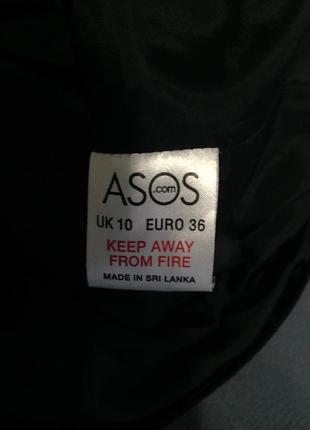 ASOS
.com
UK 10 EURO 36
KEEP AWAY
FROM FIRE
MADE IN SRI LANKA